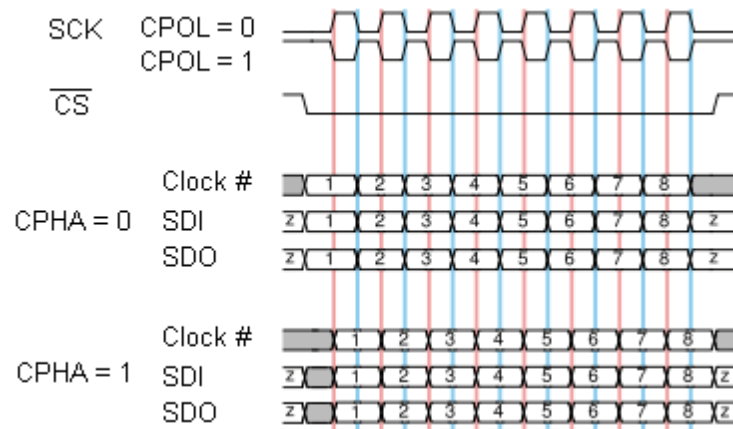 SCK CPOL = 0
CPOL = 1
CS
Clock # 1 2 3 4 5 6 7 8
CPHA = 0 SDI z 1 2 3 4 5 6 7 8 z
SDO z 1 2 3 4 5 6 7 8 z
Clock # 1 2 3 4 5 6 7 8
CPHA = 1 SDI z 1 2 3 4 5 6 7 8 z
SDO z 1 2 3 4 5 6 7 8 z